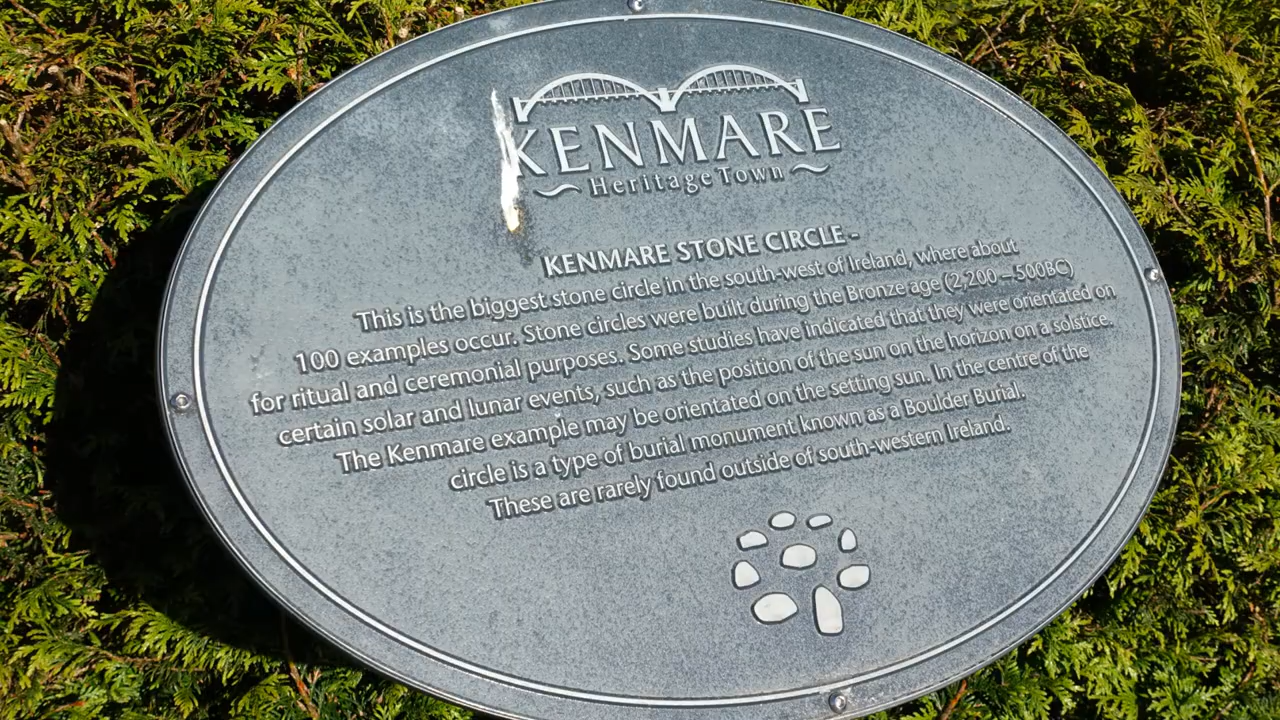 KENMARE
Heritage Town
KENMARE STONE CIRCLE -
This is the biggest stone circle in the south-west of Ireland, where about
100 examples occur. Stone circles were built during the Bronze age (2,200 – 500BC)
for ritual and ceremonial purposes. Some studies have indicated that they were orientated on
certain solar and lunar events, such as the position of the sun on the horizon on a solstice.
The Kenmare example may be orientated on the setting sun. In the centre of the
circle is a type of burial monument known as a Boulder Burial.
These are rarely found outside of south-western Ireland.